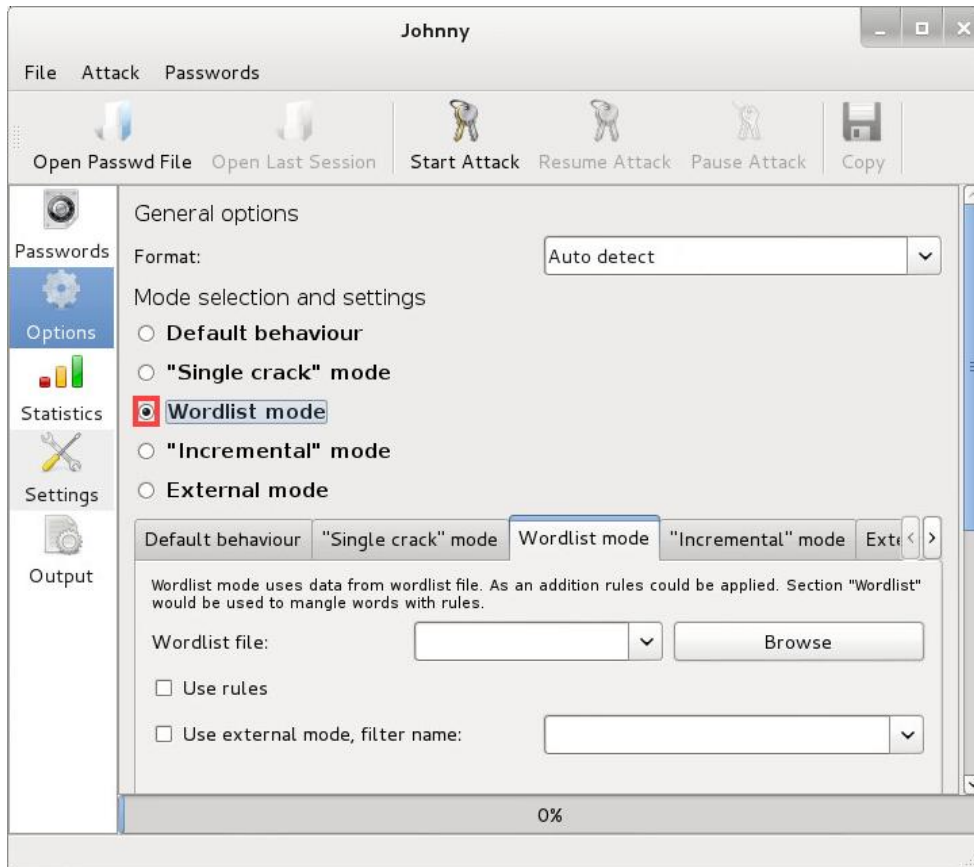 Johnny
File Attack Passwords
Open Passwd File Open Last Session Start Attack Resume Attack Pause Attack Copy
Passwords
Options
Statistics
Settings
Output
General options
Format: Auto detect
Mode selection and settings
Default behaviour
"Single crack" mode
Wordlist mode
"Incremental" mode
External mode
Default behaviour "Single crack" mode Wordlist mode "Incremental" mode Exte
Wordlist mode uses data from wordlist file. As an addition rules could be applied. Section "Wordlist"
would be used to mangle words with rules.
Wordlist file: Browse
Use rules
Use external mode, filter name:
0%